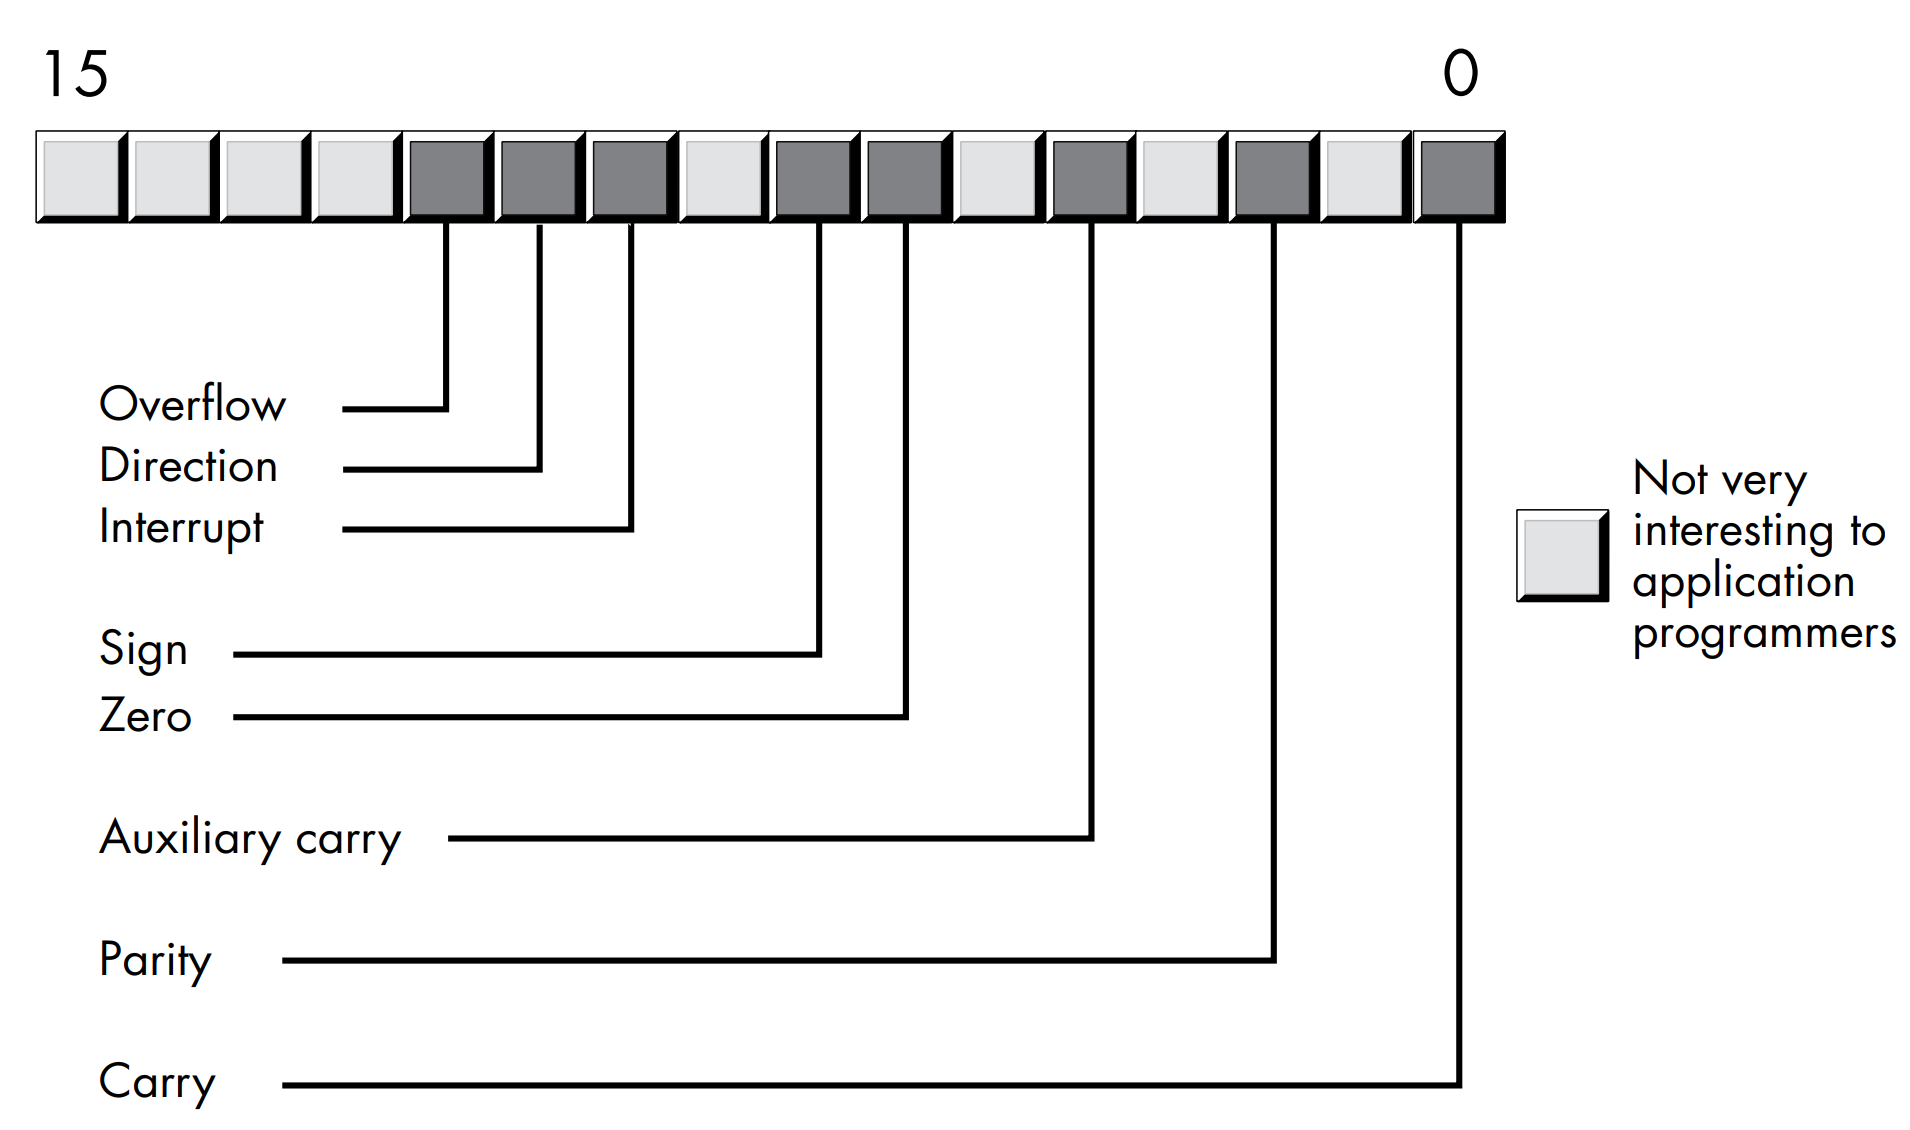 15
0
Overflow
Direction
Interrupt
Sign
Zero
Auxiliary carry
Parity
Carry
Not very
interesting to
application
programmers